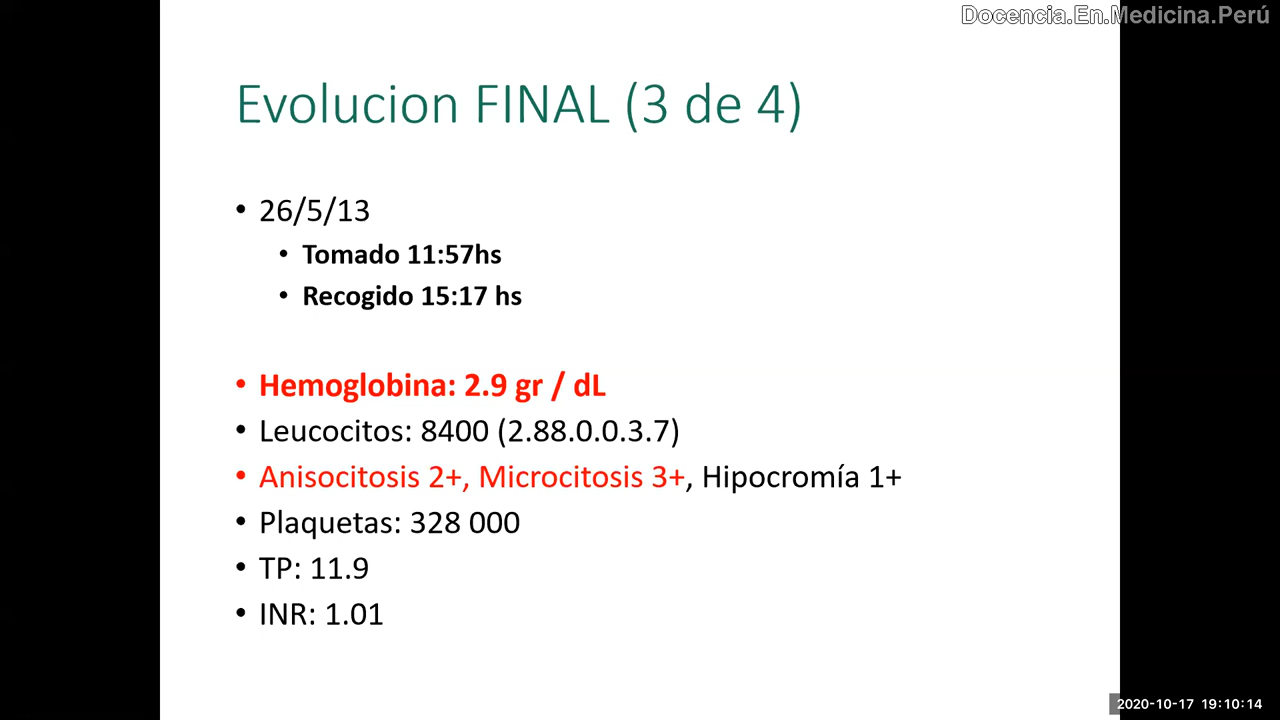 Docencia.En.Medicina.Perú
Evolucion FINAL (3 de 4)
• 26/5/13
• Tomado 11:57hs
• Recogido 15:17 hs
• Hemoglobina: 2.9 gr / dL
• Leucocitos: 8400 (2.88.0.0.3.7)
• Anisocitosis 2+, Microcitosis 3+, Hipocromía 1+
• Plaquetas: 328 000
• TP: 11.9
• INR: 1.01
2020-10-17 19:10:14